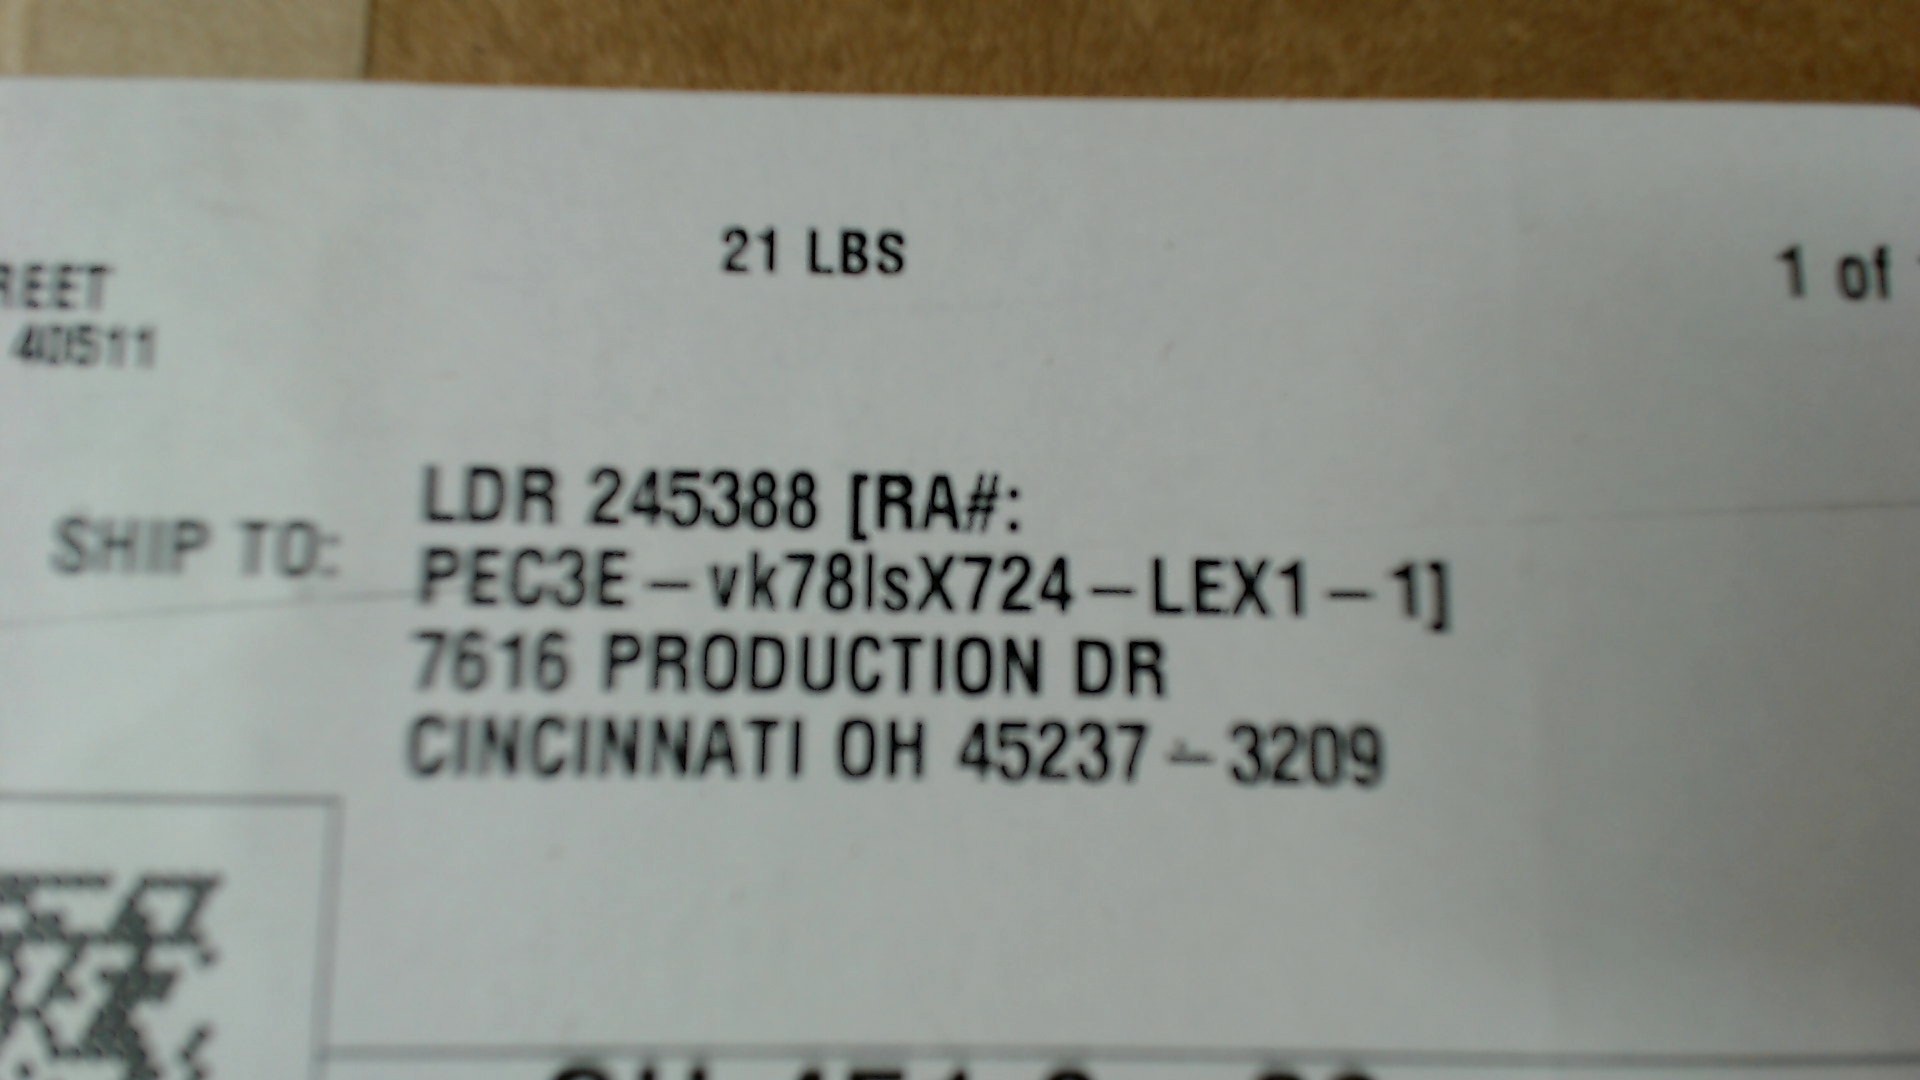 21 LBS
1 of
REET
40511
SHIP TO:
LDR 245388 [RA#:
PEC3E-vk78lsX724-LEX1-1]
7616 PRODUCTION DR
CINCINNATI OH 45237-3209